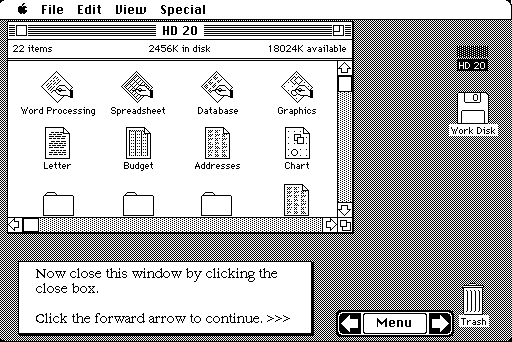 File Edit View Special
HD 20
22 items 2456K in disk 18024K available
Word Processing Spreadsheet Database Graphics
Letter Budget Addresses Chart
HD 20
Work Disk
Now close this window by clicking the
close box.
Click the forward arrow to continue. >>>
Menu
Trash